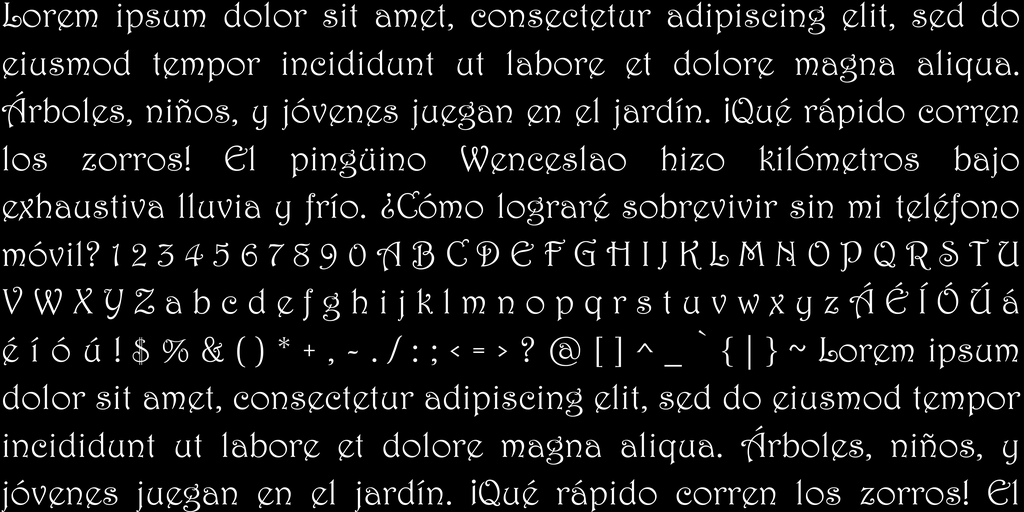 Lorem ipsum dolor sit amet, consectetur adipiscing elit, sed do
eiusmod tempor incididunt ut labore et dolore magna aliqua.
Árboles, niños, y jóvenes juegan en el jardín. ¡Qué rápido corren
los zorros! El pingüino Wenceslao hizo kilómetros bajo
exhaustiva lluvia y frío. ¿Cómo lograré sobrevivir sin mi teléfono
móvil? 1 2 3 4 5 6 7 8 9 0 A B C D E F G H I J K L M N O P Q R S T U
V W X Y Z a b c d e f g h i j k l m n o p q r s t u v w x y z Á É Í Ó Ú á
é í ó ú ! $ % & ( ) * + , - . / : ; < = > ? @ [ ] ^ _ ` { | } ~ Lorem ipsum
dolor sit amet, consectetur adipiscing elit, sed do eiusmod tempor
incididunt ut labore et dolore magna aliqua. Árboles, niños, y
jóvenes juegan en el jardín. ¡Qué rápido corren los zorros! El